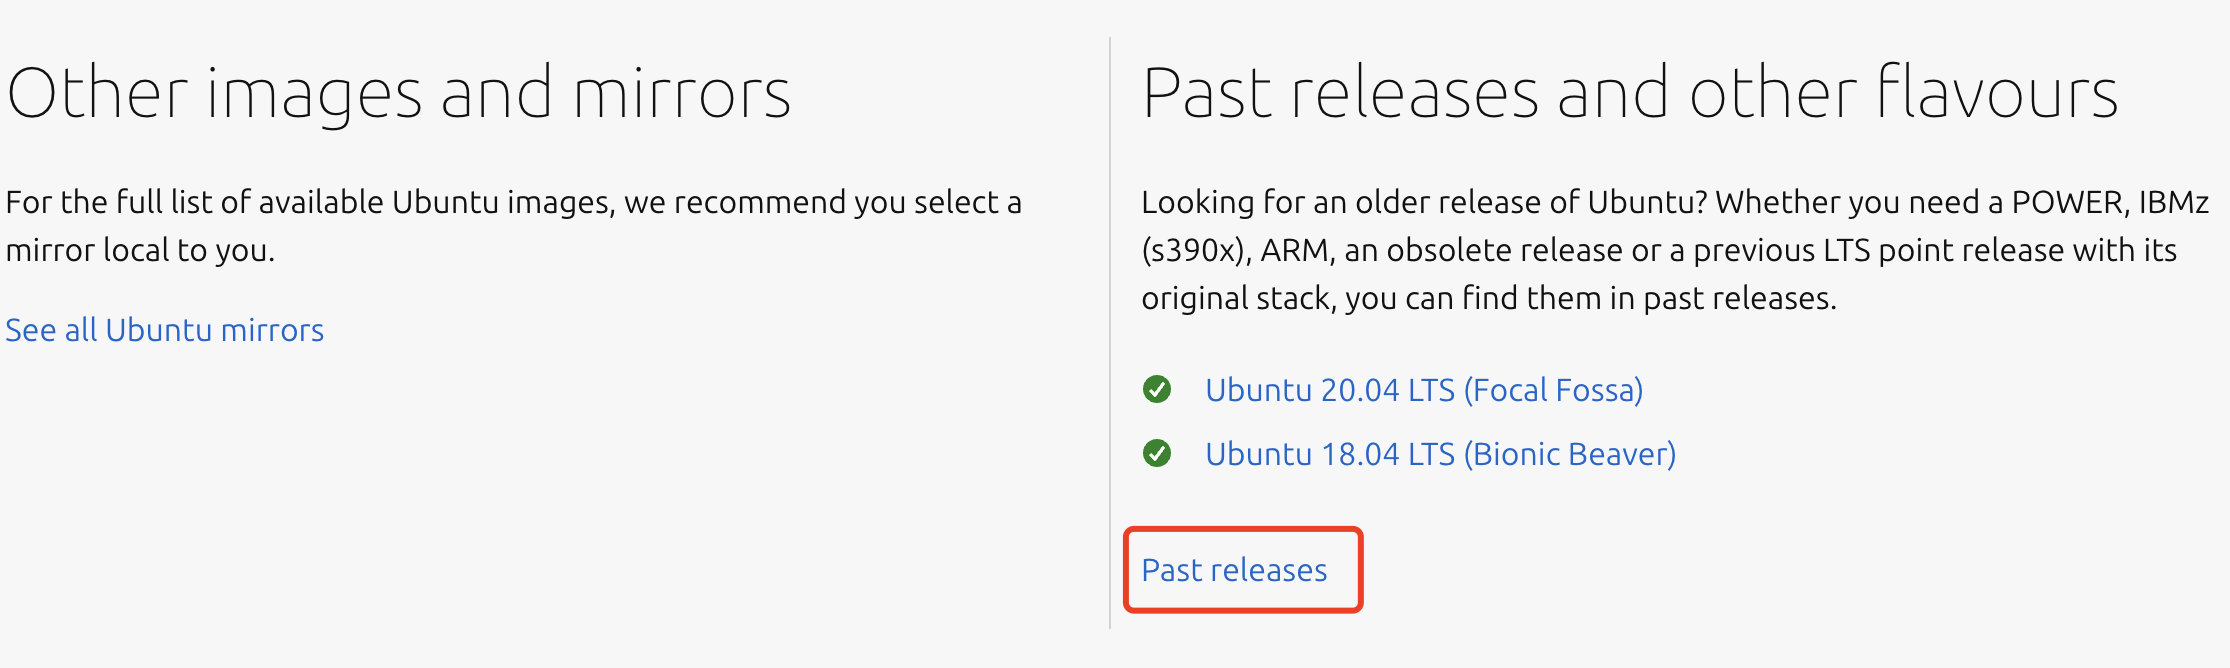 Other images and mirrors
For the full list of available Ubuntu images, we recommend you select a
mirror local to you.
See all Ubuntu mirrors
Past releases and other flavours
Looking for an older release of Ubuntu? Whether you need a POWER, IBMz
(s390x), ARM, an obsolete release or a previous LTS point release with its
original stack, you can find them in past releases.
Ubuntu 20.04 LTS (Focal Fossa)
Ubuntu 18.04 LTS (Bionic Beaver)
Past releases